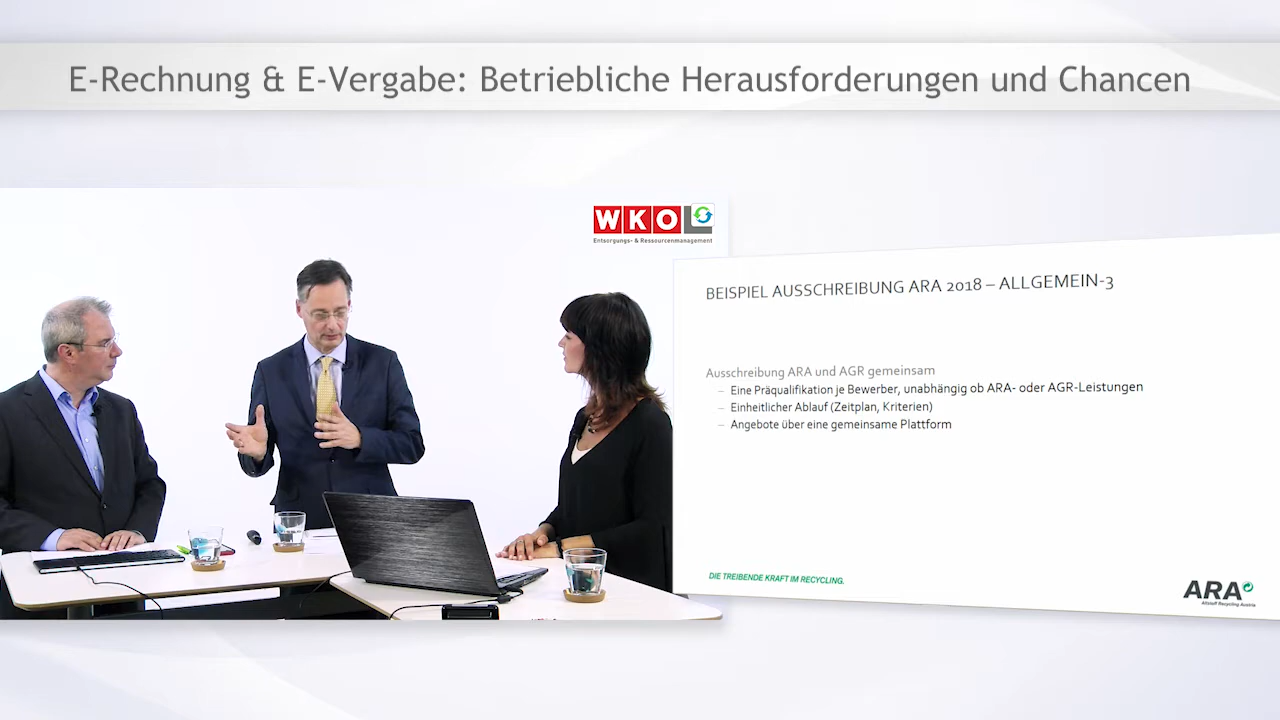 E-Rechnung & E-Vergabe: Betriebliche Herausforderungen und Chancen
WKO
Entsorgungs- & Ressourcenmanagement
BEISPIEL AUSSCHREIBUNG ARA 2018 – ALLGEMEIN-3
Ausschreibung ARA und AGR gemeinsam
– Eine Präqualifikation je Bewerber, unabhängig ob ARA- oder AGR-Leistungen
– Einheitlicher Ablauf (Zeitplan, Kriterien)
– Angebote über eine gemeinsame Plattform
DIE TREIBENDE KRAFT IM RECYCLING.
ARA
Altstoff Recycling Austria